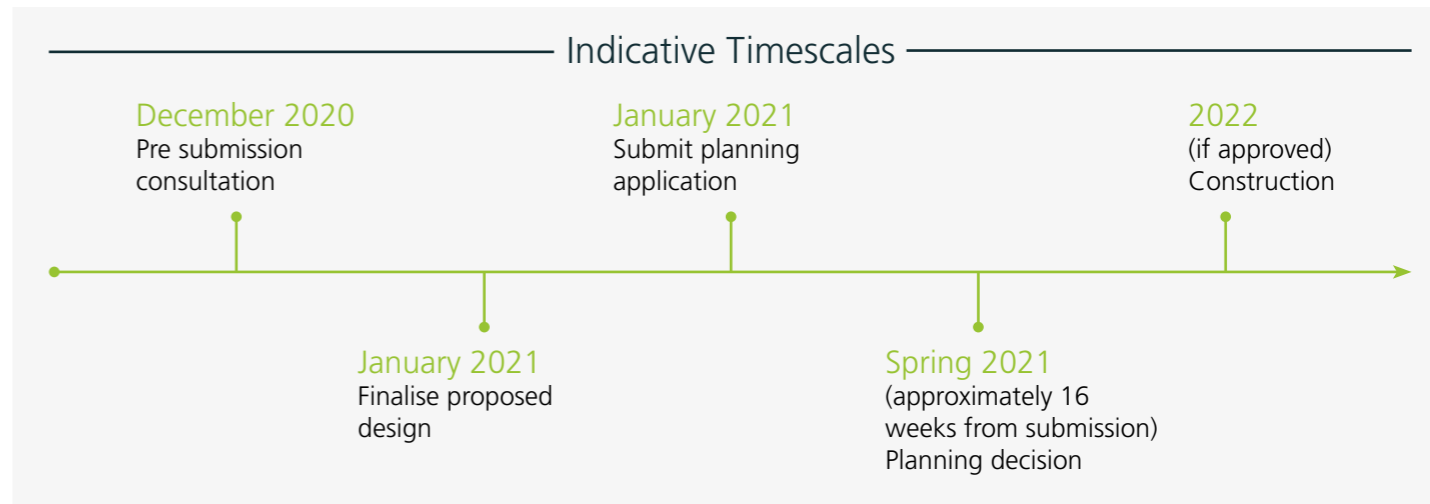 Indicative Timescales
December 2020
Pre submission
consultation
January 2021
Finalise proposed
design
January 2021
Submit planning
application
Spring 2021
(approximately 16
weeks from submission)
Planning decision
2022
(if approved)
Construction